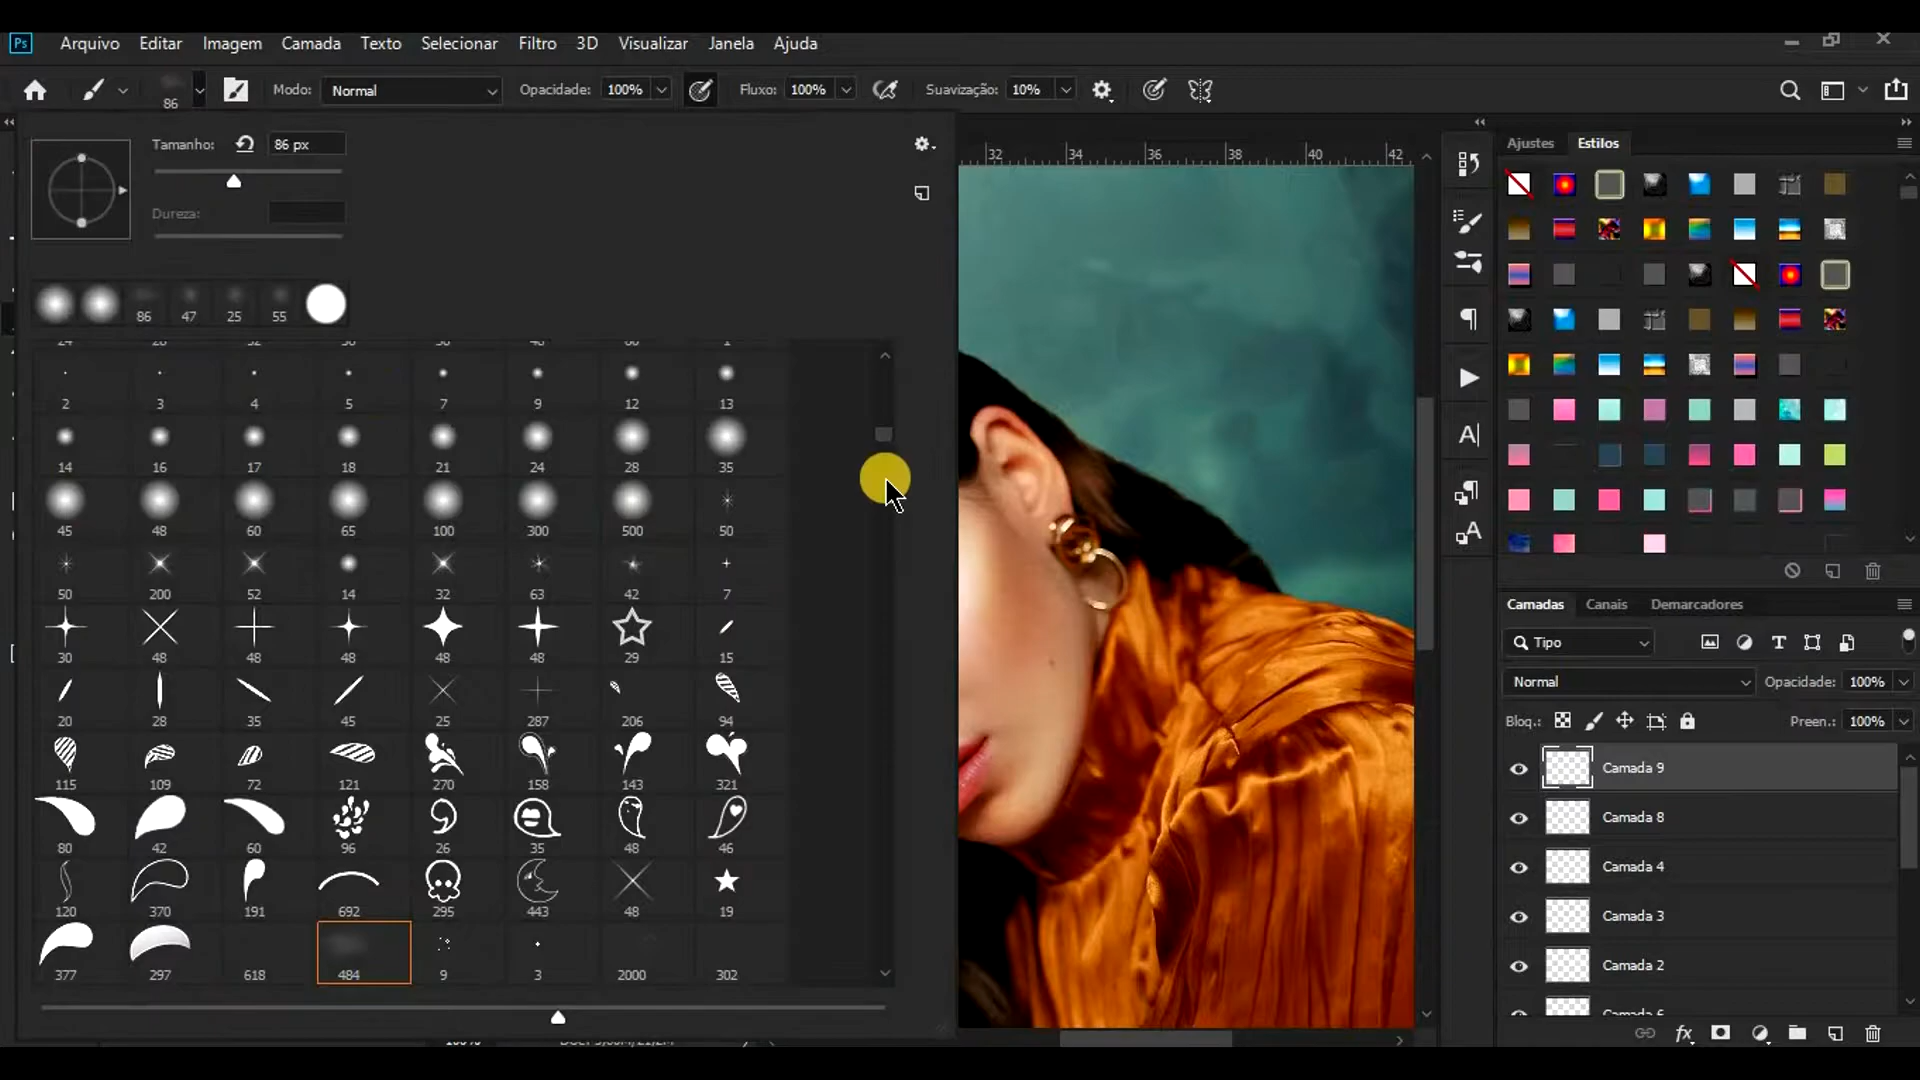 Ps Arquivo Editar Imagem Camada Texto Selecionar Filtro 3D Visualizar Janela Ajuda
86 Modo: Normal Opacidade: 100% Fluxo: 100% Suavização: 10%
Tamanho: 86 px
Dureza:
86 47 25 55
2 3 4 5 7 9 12 13
14 16 17 18 21 24 28 35
45 48 60 65 100 300 500 50
50 200 52 14 32 63 42 7
30 48 48 48 48 48 29 15
20 28 35 45 25 287 206 94
115 109 72 121 270 158 143 321
80 42 60 96 26 35 48 46
120 370 191 692 295 443 48 19
377 297 618 484 9 3 2000 302
32 34 36 38 40 42
100%
Ajustes Estilos
Camadas Canais Demarcadores
Tipo
Normal Opacidade: 100%
Bloq.: Preen.: 100%
Camada 9
Camada 8
Camada 4
Camada 3
Camada 2
Camada 6